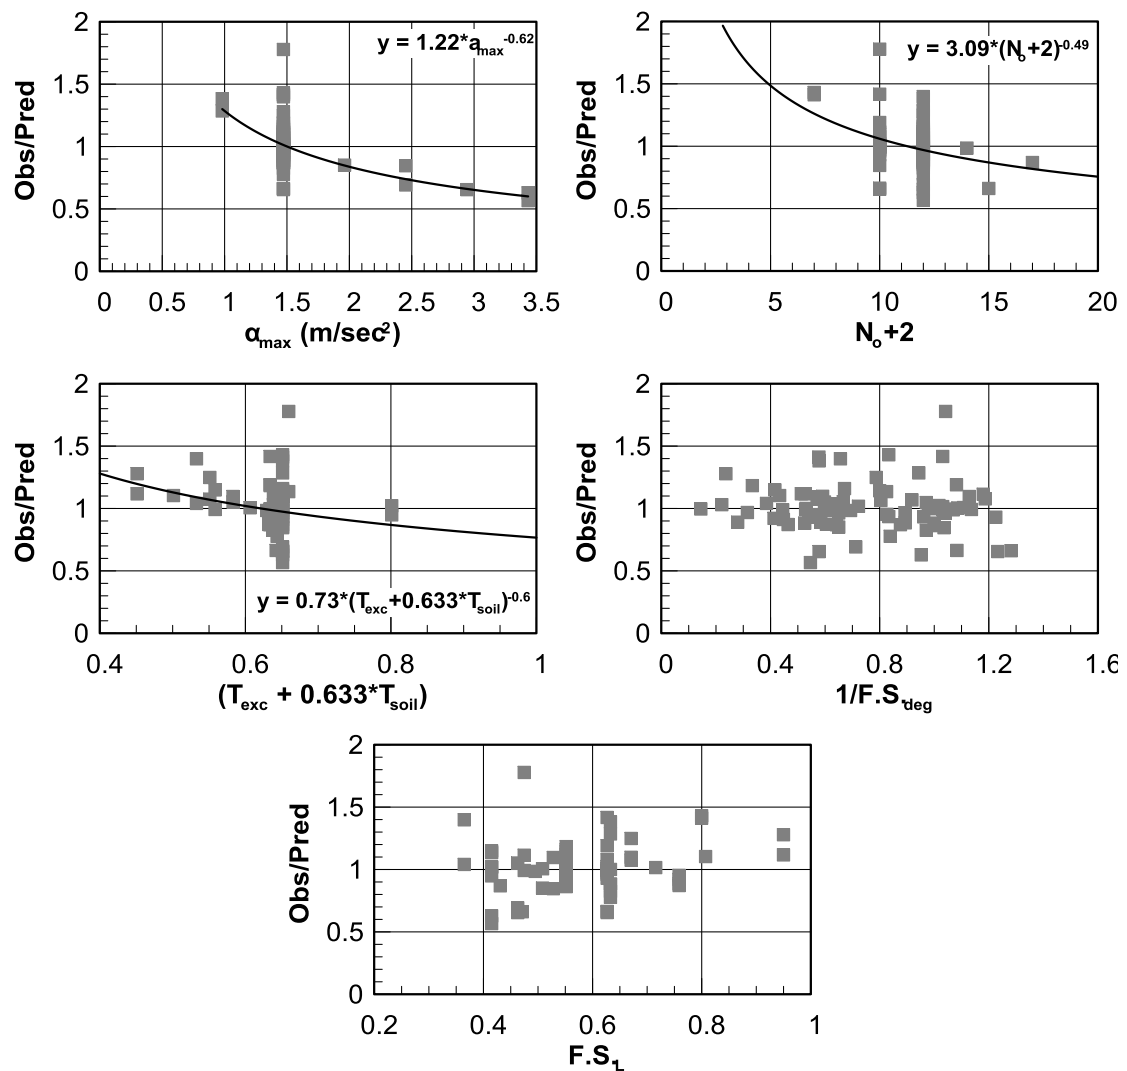 2
1.5
1
0.5
0
Obs/Pred
y = 1.22*amax-0.62
0 0.5 1 1.5 2 2.5 3 3.5
αmax (m/sec2)
2
1.5
1
0.5
0
Obs/Pred
y = 3.09*(No+2)-0.49
0 5 10 15 20
No+2
2
1.5
1
0.5
0
Obs/Pred
y = 0.73*(Texc+0.633*Tsoil)-0.6
0.4 0.6 0.8 1
(Texc + 0.633*Tsoil)
2
1.5
1
0.5
0
Obs/Pred
0 0.4 0.8 1.2 1.6
1/F.S.deg
2
1.5
1
0.5
0
Obs/Pred
0.2 0.4 0.6 0.8 1
F.S.L